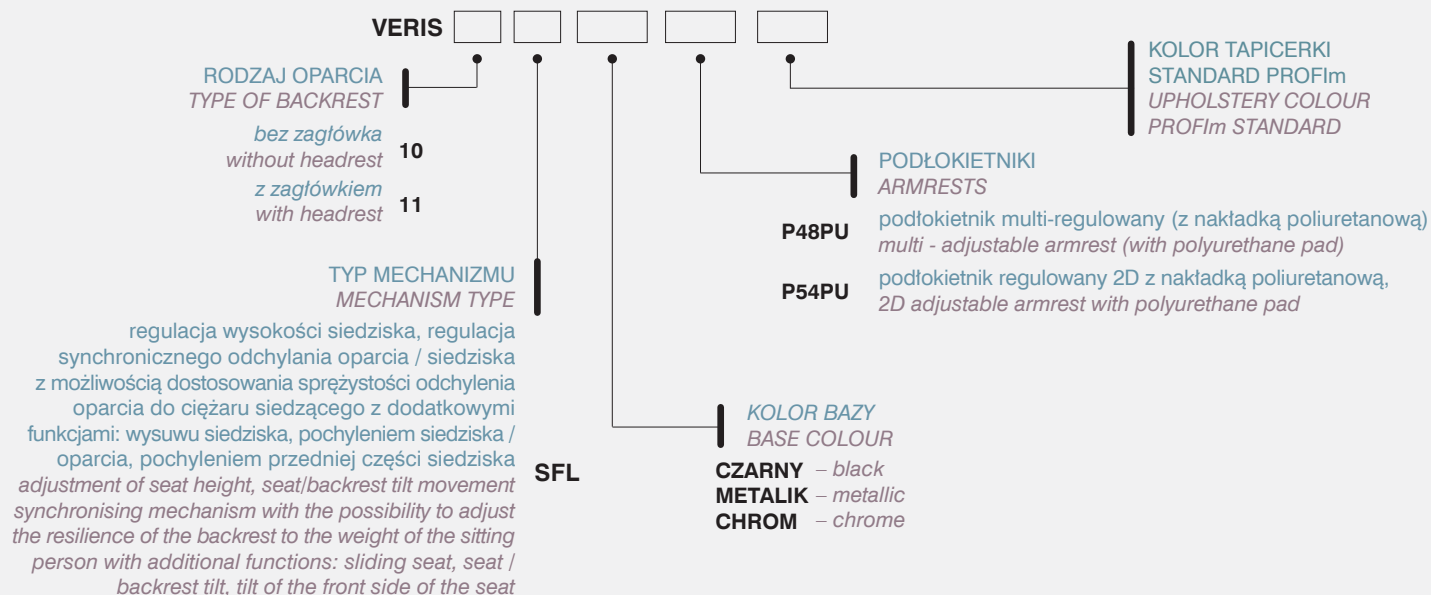 VERIS
RODZAJ OPARCIA
TYPE OF BACKREST
bez zagłówka
without headrest
10
z zagłówkiem
with headrest
11
TYP MECHANIZMU
MECHANISM TYPE
regulacja wysokości siedziska, regulacja
synchronicznego odchylania oparcia / siedziska
z możliwością dostosowania sprężystości odchylenia
oparcia do ciężaru siedzącego z dodatkowymi
funkcjami: wysuwu siedziska, pochyleniem siedziska /
oparcia, pochyleniem przedniej części siedziska
adjustment of seat height, seat/backrest tilt movement
synchronising mechanism with the possibility to adjust
the resilience of the backrest to the weight of the sitting
person with additional functions: sliding seat, seat /
backrest tilt, tilt of the front side of the seat
SFL
KOLOR BAZY
BASE COLOUR
CZARNY – black
METALIK – metallic
CHROM – chrome
PODŁOKIETNIKI
ARMRESTS
P48PU
podłokietnik multi-regulowany (z nakładką poliuretanową)
multi - adjustable armrest (with polyurethane pad)
P54PU
podłokietnik regulowany 2D z nakładką poliuretanową,
2D adjustable armrest with polyurethane pad
KOLOR TAPICERKI
STANDARD PROFIm
UPHOLSTERY COLOUR
PROFIm STANDARD